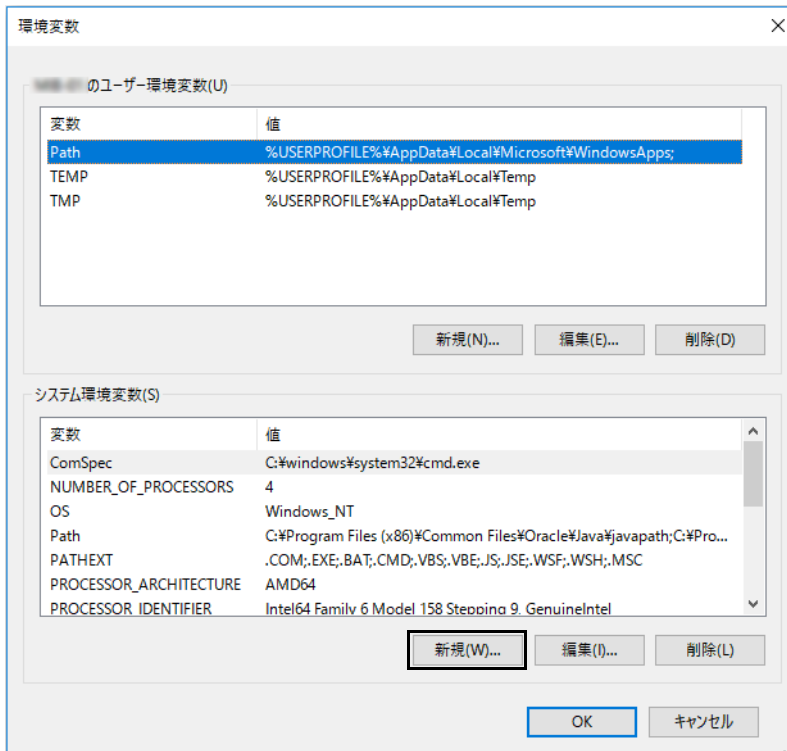 環境変数
のユーザー環境変数(U)
変数 値
Path %USERPROFILE%¥AppData¥Local¥Microsoft¥WindowsApps;
TEMP %USERPROFILE%¥AppData¥Local¥Temp
TMP %USERPROFILE%¥AppData¥Local¥Temp
新規(N)... 編集(E)... 削除(D)
システム環境変数(S)
変数 値
ComSpec C:¥windows¥system32¥cmd.exe
NUMBER_OF_PROCESSORS 4
OS Windows_NT
Path C:¥Program Files (x86)¥Common Files¥Oracle¥Java¥javapath;C:¥Pro...
PATHEXT .COM;.EXE;.BAT;.CMD;.VBS;.VBE;.JS;.JSE;.WSF;.WSH;.MSC
PROCESSOR_ARCHITECTURE AMD64
PROCESSOR_IDENTIFIER Intel64 Family 6 Model 158 Stepping 9, GenuineIntel
新規(W)... 編集(I)... 削除(L)
OK キャンセル